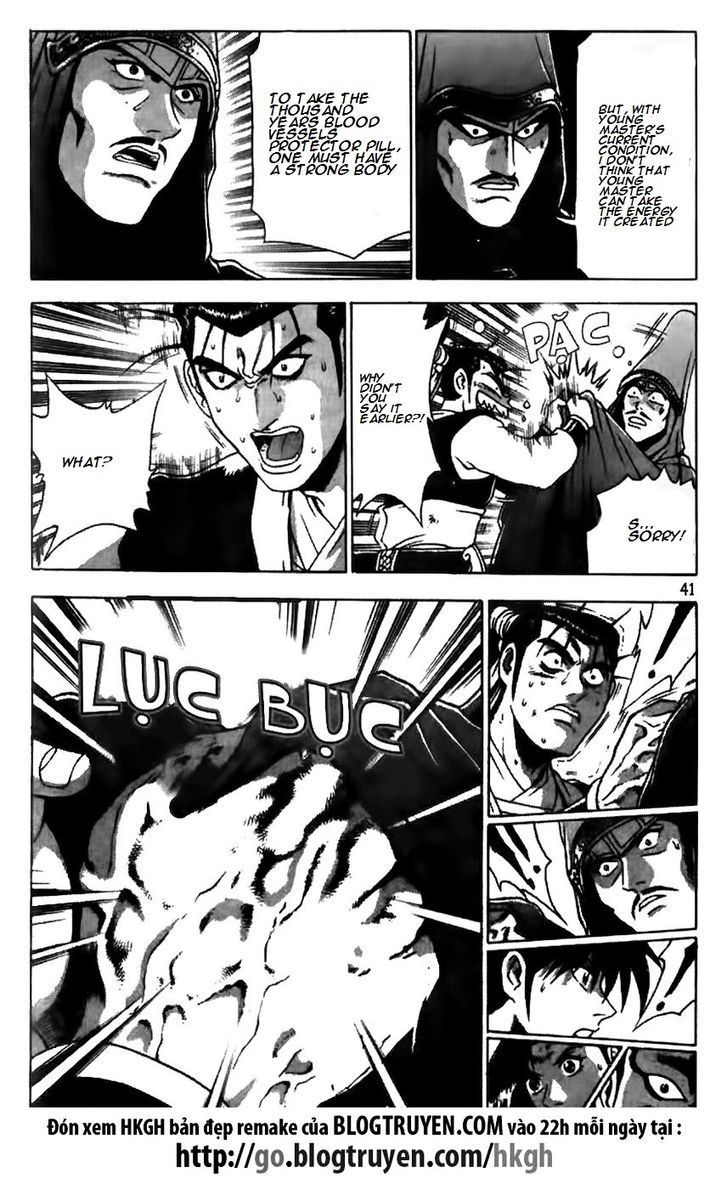 TO TAKE THE
THOUSAND
YEARS BLOOD
VESSELS
PROTECTOR PILL,
ONE MUST HAVE
A STRONG BODY
BUT, WITH
YOUNG
MASTER'S
CURRENT
CONDITION,
I DON'T
THINK THAT
YOUNG
MASTER
CAN TAKE
THE ENERGY
IT CREATED
WHAT?
WHY
DIDN'T
YOU
SAY IT
EARLIER?!
PẶC.
S...
SORRY!
41
LỤC BỤC
Đón xem HKGH bản đẹp remake của BLOGTRUYEN.COM vào 22h mỗi ngày tại :
http://go.blogtruyen.com/hkgh